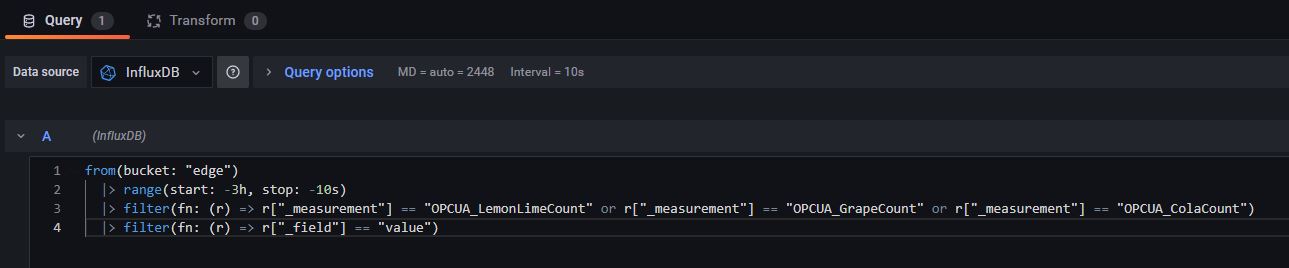 Query 1 Transform 0
Data source InfluxDB ? > Query options MD = auto = 2448 Interval = 10s
A (InfluxDB)
1 from(bucket: "edge")
2 |> range(start: -3h, stop: -10s)
3 |> filter(fn: (r) => r["_measurement"] == "OPCUA_LemonLimeCount" or r["_measurement"] == "OPCUA_GrapeCount" or r["_measurement"] == "OPCUA_ColaCount")
4 |> filter(fn: (r) => r["_field"] == "value")